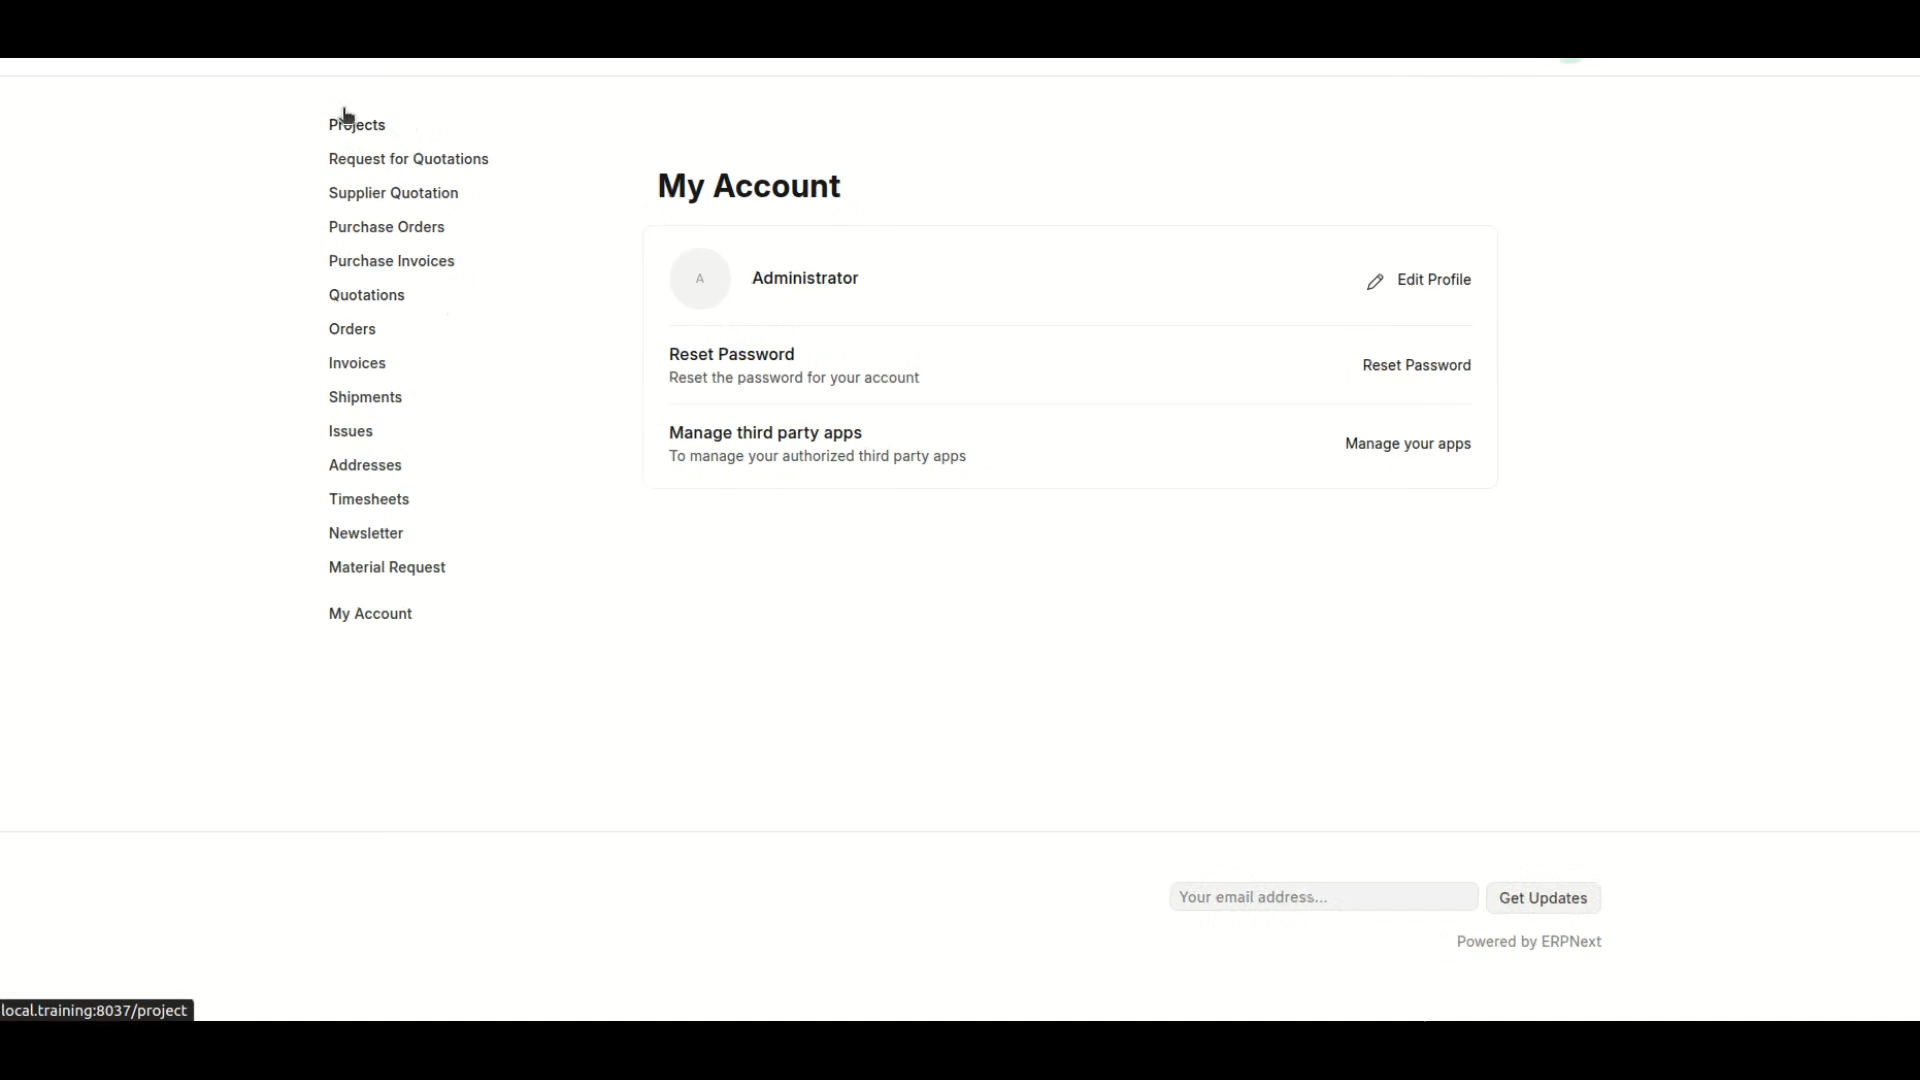 Projects
Request for Quotations
Supplier Quotation
Purchase Orders
Purchase Invoices
Quotations
Orders
Invoices
Shipments
Issues
Addresses
Timesheets
Newsletter
Material Request
My Account
My Account
A
Administrator
Edit Profile
Reset Password
Reset the password for your account
Reset Password
Manage third party apps
To manage your authorized third party apps
Manage your apps
Your email address...
Get Updates
Powered by ERPNext
local.training:8037/project